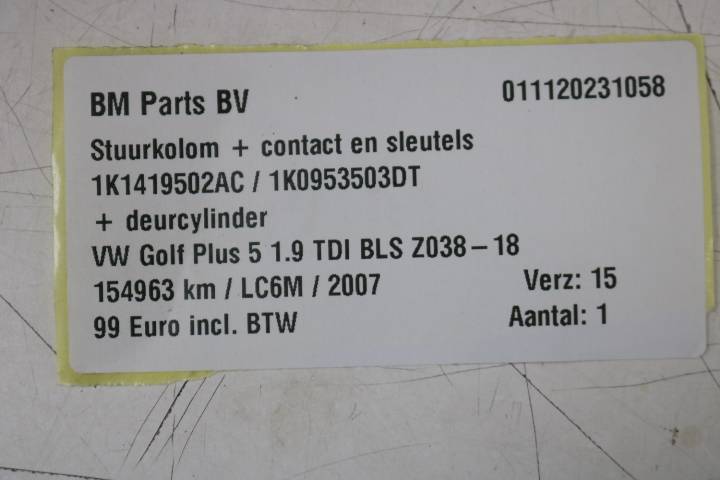 BM Parts BV 011120231058
Stuurkolom + contact en sleutels
1K1419502AC / 1K0953503DT
+ deurcylinder
VW Golf Plus 5 1.9 TDI BLS Z038-18
154963 km / LC6M / 2007 Verz: 15
99 Euro incl. BTW Aantal: 1